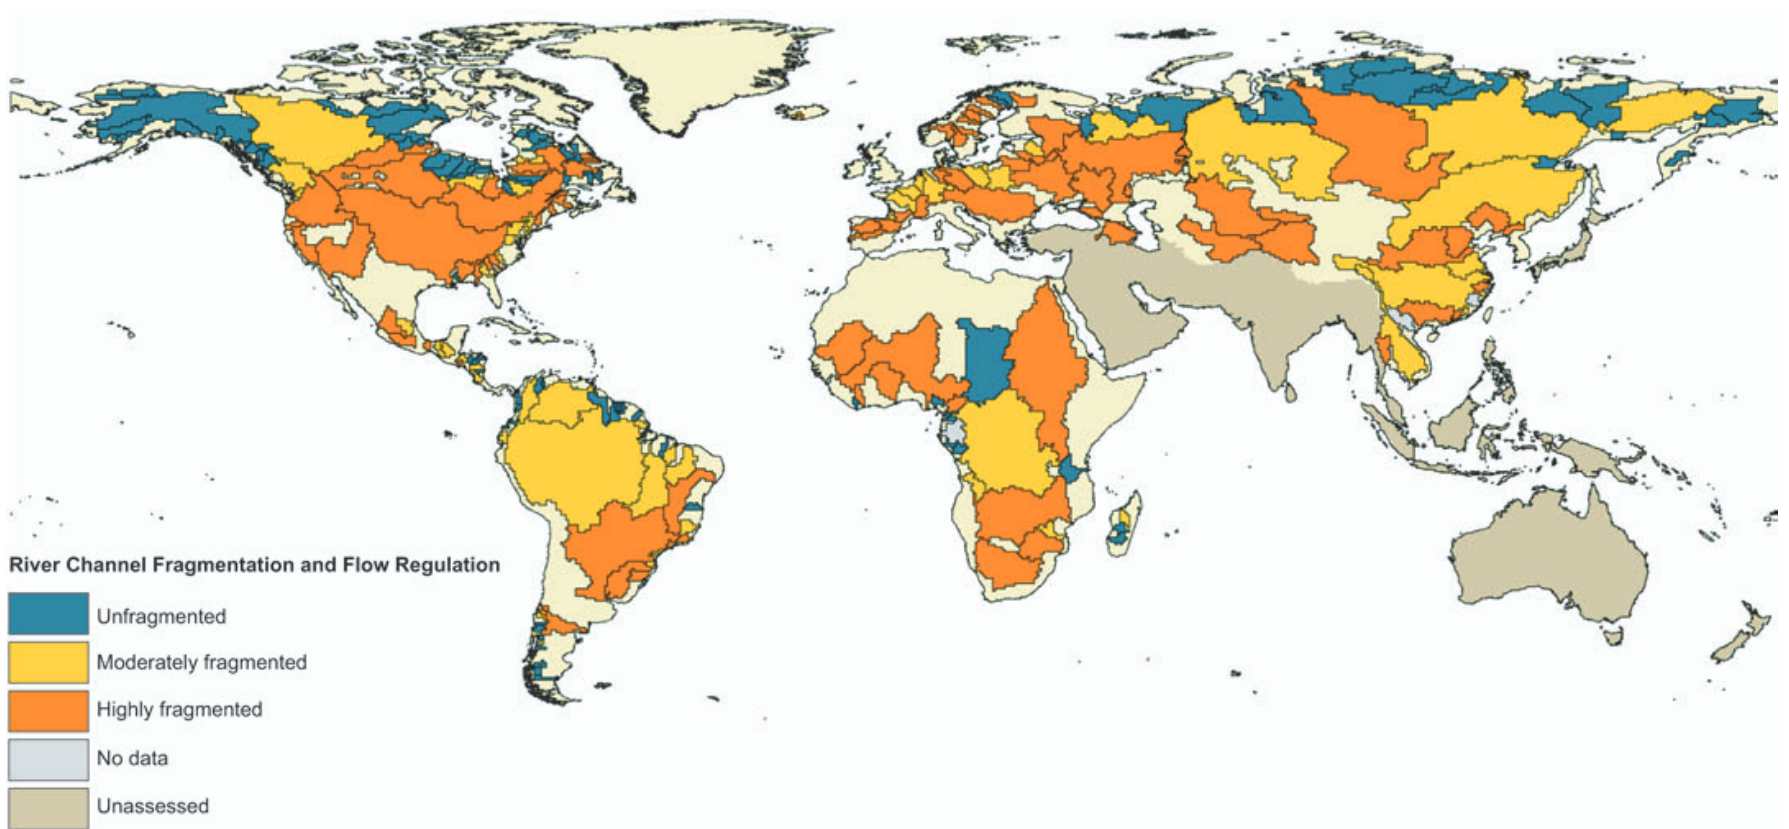 River Channel Fragmentation and Flow Regulation
Unfragmented
Moderately fragmented
Highly fragmented
No data
Unassessed